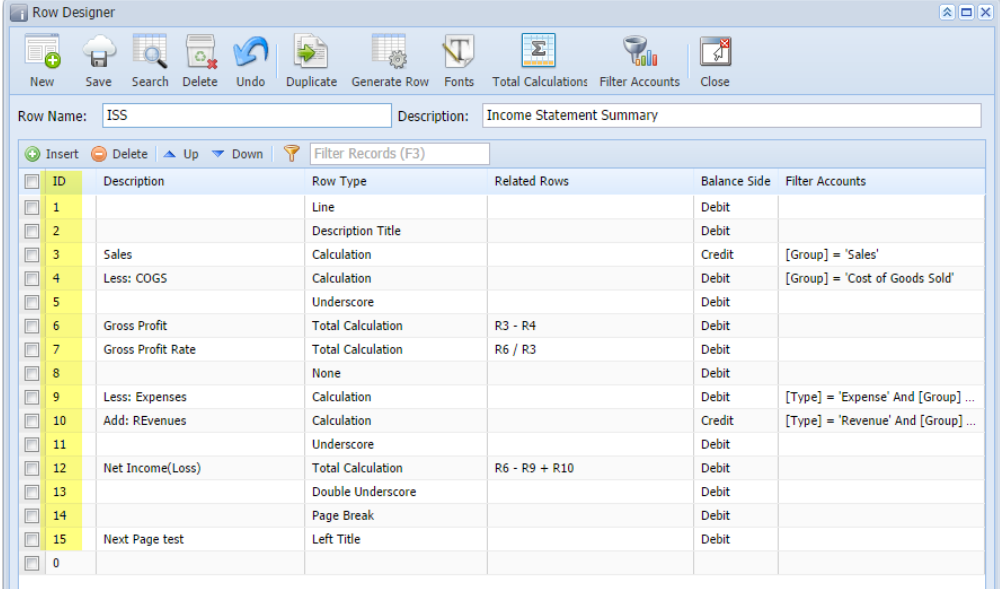 Row Designer
New Save Search Delete Undo Duplicate Generate Row Fonts Total Calculations Filter Accounts Close
Row Name: ISS Description: Income Statement Summary
Insert Delete Up Down Filter Records (F3)
ID Description Row Type Related Rows Balance Side Filter Accounts
1 Line Debit
2 Description Title Debit
3 Sales Calculation Credit [Group] = 'Sales'
4 Less: COGS Calculation Debit [Group] = 'Cost of Goods Sold'
5 Underscore Debit
6 Gross Profit Total Calculation R3 - R4 Debit
7 Gross Profit Rate Total Calculation R6 / R3 Debit
8 None Debit
9 Less: Expenses Calculation Debit [Type] = 'Expense' And [Group] ...
10 Add: REvenues Calculation Credit [Type] = 'Revenue' And [Group] ...
11 Underscore Debit
12 Net Income(Loss) Total Calculation R6 - R9 + R10 Debit
13 Double Underscore Debit
14 Page Break Debit
15 Next Page test Left Title Debit
0